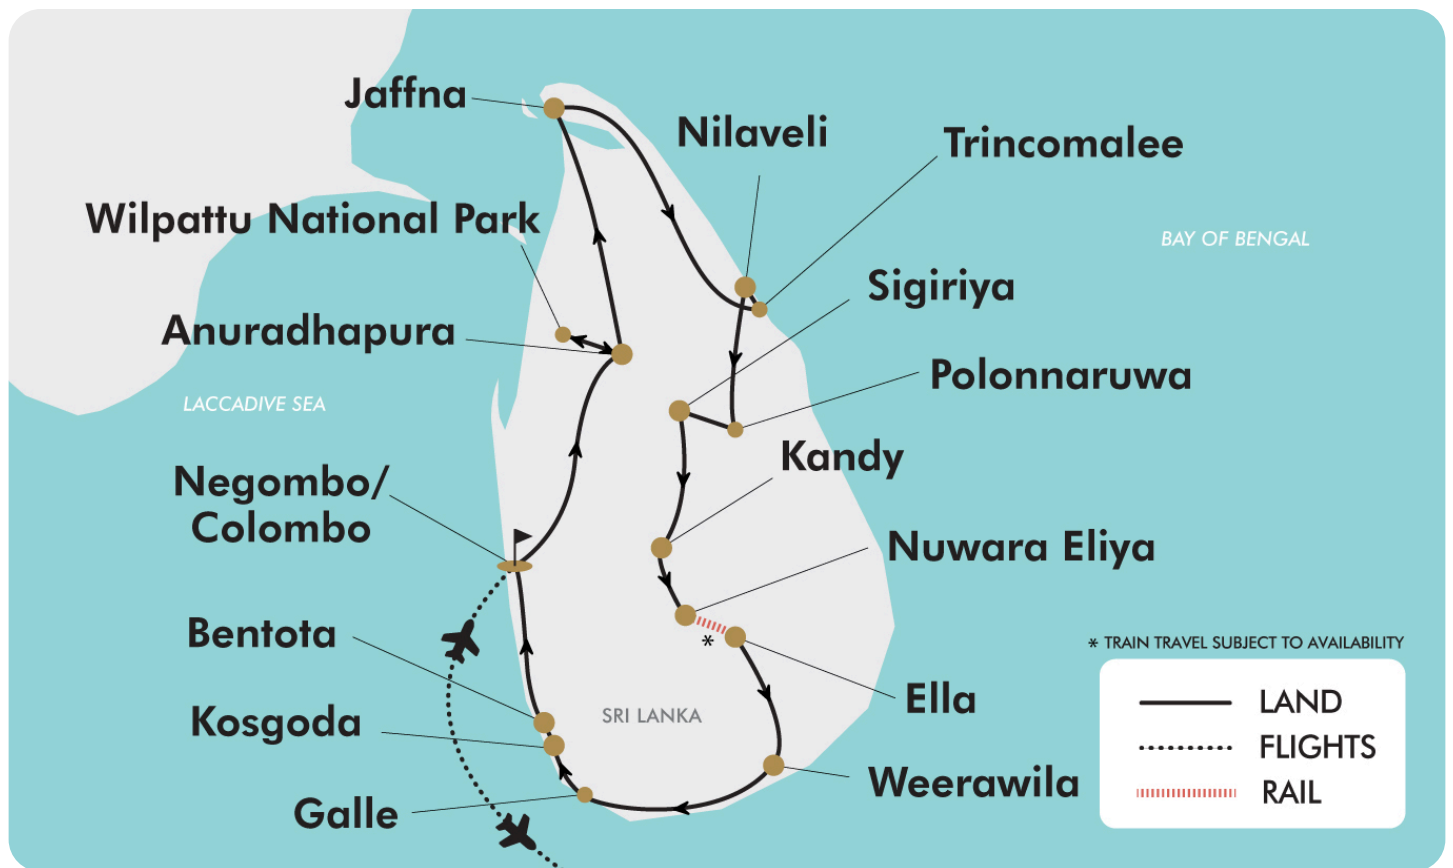 Jaffna
Nilaveli
Trincomalee
Wilpattu National Park
BAY OF BENGAL
Sigiriya
Anuradhapura
Polonnaruwa
LACCADIVE SEA
Kandy
Negombo/
Colombo
Nuwara Eliya
Bentota
* TRAIN TRAVEL SUBJECT TO AVAILABILITY
*
Ella
LAND
Kosgoda
SRI LANKA
FLIGHTS
Weerawila
RAIL
Galle